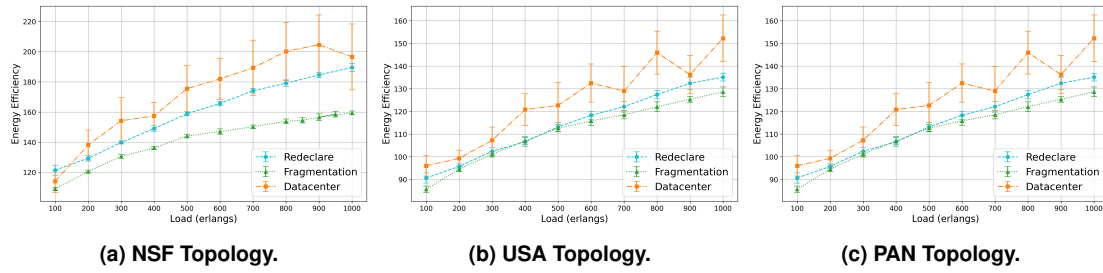 220
200
180
160
140
120
Energy Efficiency
100 200 300 400 500 600 700 800 900 1000
Load (erlangs)
Redeclare
Fragmentation
Datacenter
(a) NSF Topology.
160
150
140
130
120
110
100
90
Energy Efficiency
100 200 300 400 500 600 700 800 900 1000
Load (erlangs)
Redeclare
Fragmentation
Datacenter
(b) USA Topology.
160
150
140
130
120
110
100
90
Energy Efficiency
100 200 300 400 500 600 700 800 900 1000
Load (erlangs)
Redeclare
Fragmentation
Datacenter
(c) PAN Topology.